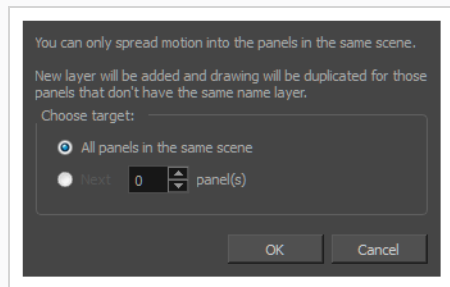 You can only spread motion into the panels in the same scene.
New layer will be added and drawing will be duplicated for those
panels that don't have the same name layer.
Choose target:
All panels in the same scene
Next 0 panel(s)
OK Cancel